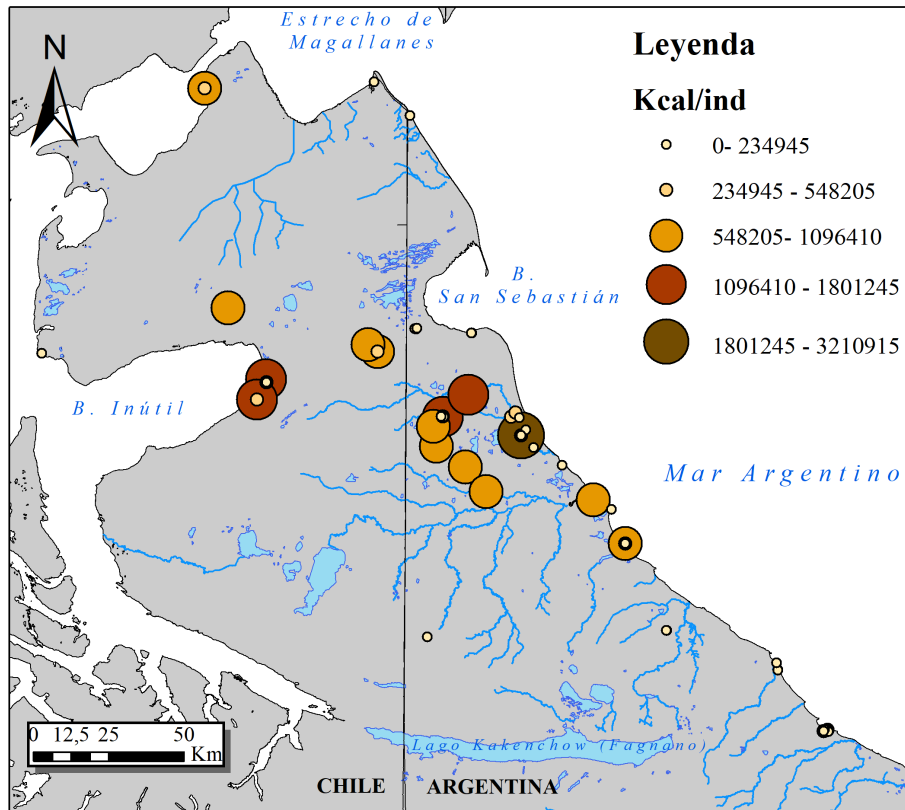 Estrecho de
Magallanes
N
Leyenda
Kcal/ind
0- 234945
234945 - 548205
548205- 1096410
1096410 - 1801245
1801245 - 3210915
B.
San Sebastián
B. Inútil
Mar Argentino
Lago Kakenchow (Fagnano)
0 12,5 25 50
Km
CHILE ARGENTINA